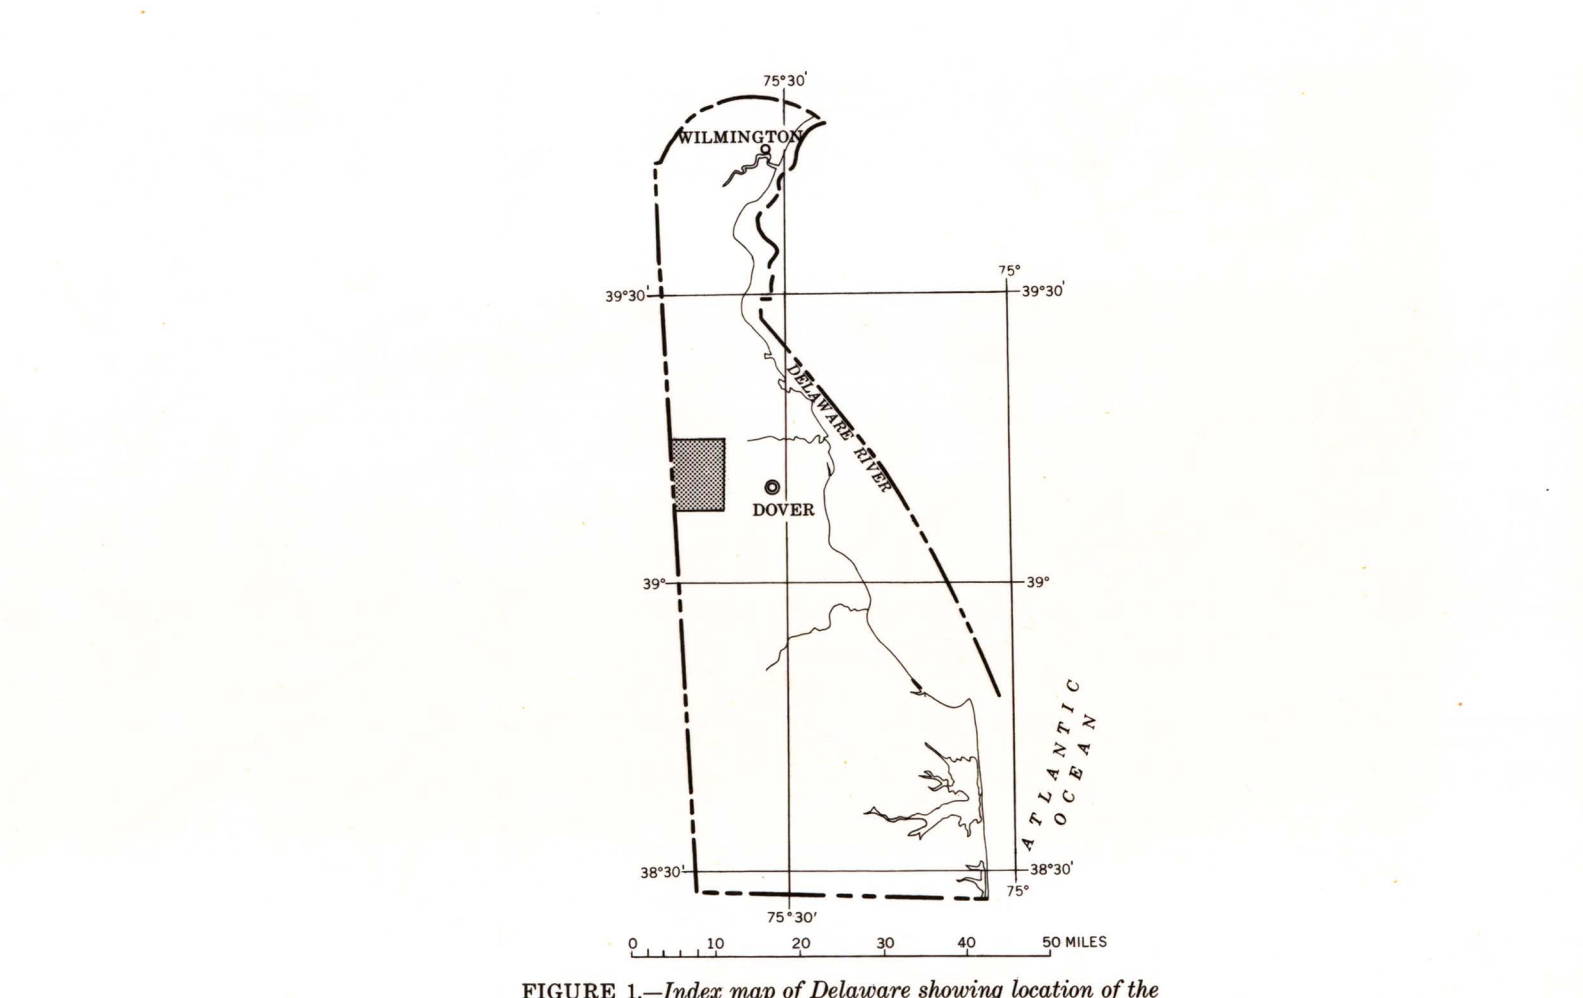 75°30'
WILMINGTON
75°
39°30'
39°30'
DELAWARE RIVER
DOVER
39°
39°
ATLANTIC
OCEAN
38°30'
38°30'
75°
75°30'
0 10 20 30 40 50 MILES
FIGURE 1.—Index map of Delaware showing location of the